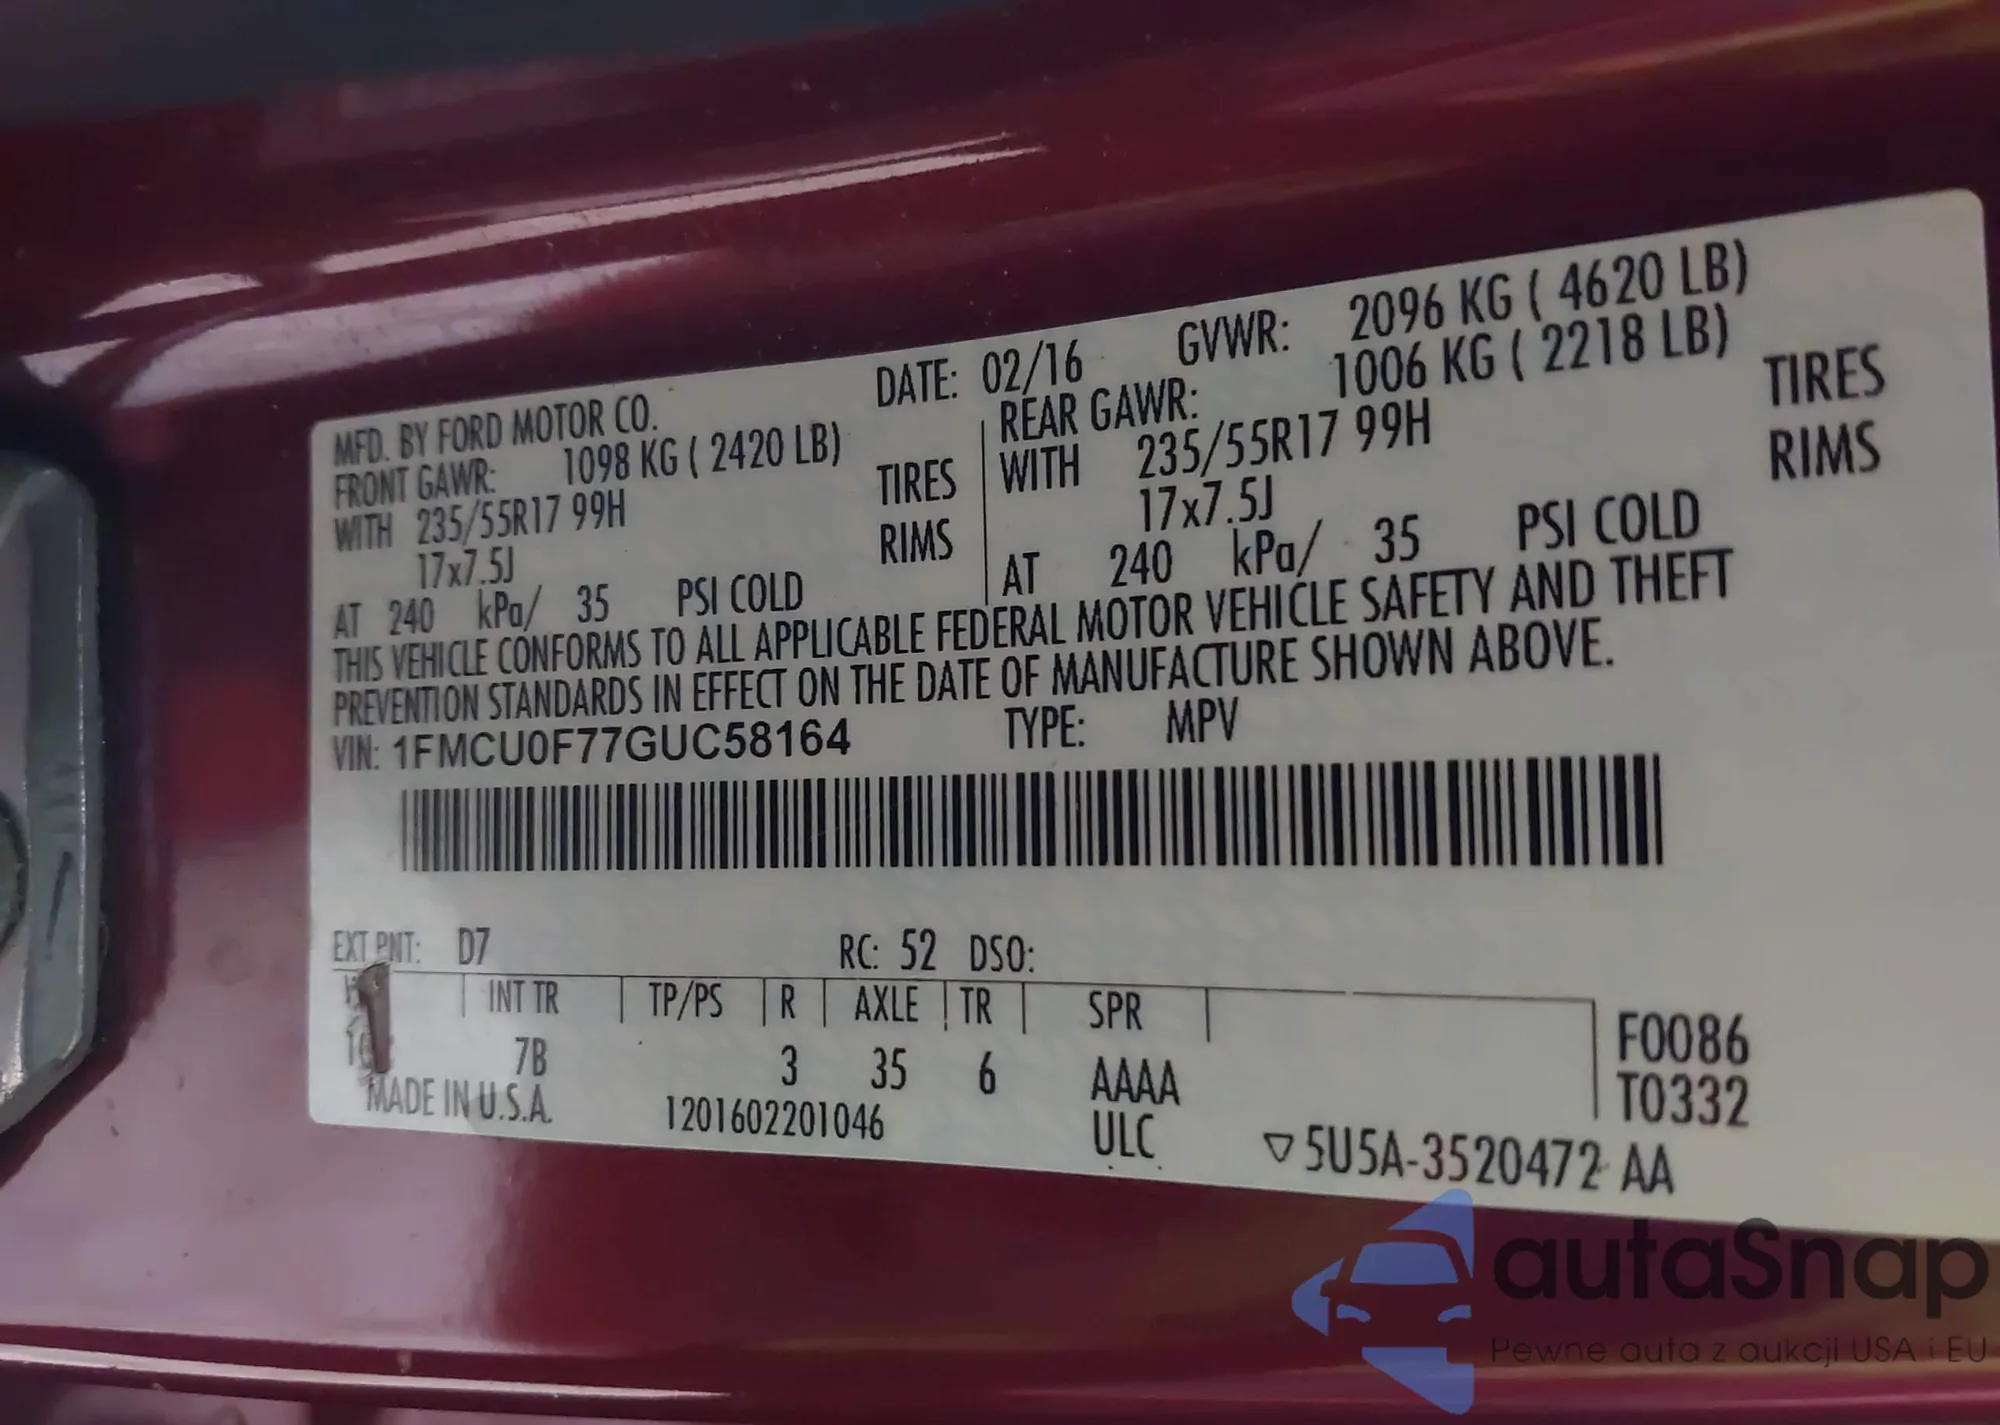 MFD. BY FORD MOTOR CO. DATE: 02/16 GVWR: 2096 KG ( 4620 LB)
FRONT GAWR: 1098 KG ( 2420 LB) REAR GAWR: 1006 KG ( 2218 LB)
WITH 235/55R17 99H TIRES WITH 235/55R17 99H TIRES
17x7.5J RIMS 17x7.5J RIMS
AT 240 kPa/ 35 PSI COLD AT 240 kPa/ 35 PSI COLD
THIS VEHICLE CONFORMS TO ALL APPLICABLE FEDERAL MOTOR VEHICLE SAFETY AND THEFT
PREVENTION STANDARDS IN EFFECT ON THE DATE OF MANUFACTURE SHOWN ABOVE.
VIN: 1FMCU0F77GUC58164 TYPE: MPV
EXT PNT: D7 RC: 52 DSO:
INT TR TP/PS R AXLE TR SPR
7B 3 35 6 AAAA
F0086
T0332
MADE IN U.S.A. 1201602201046 ULC ▽5U5A-3520472 AA
autaSnap
Pewne auta z aukcji USA i EU